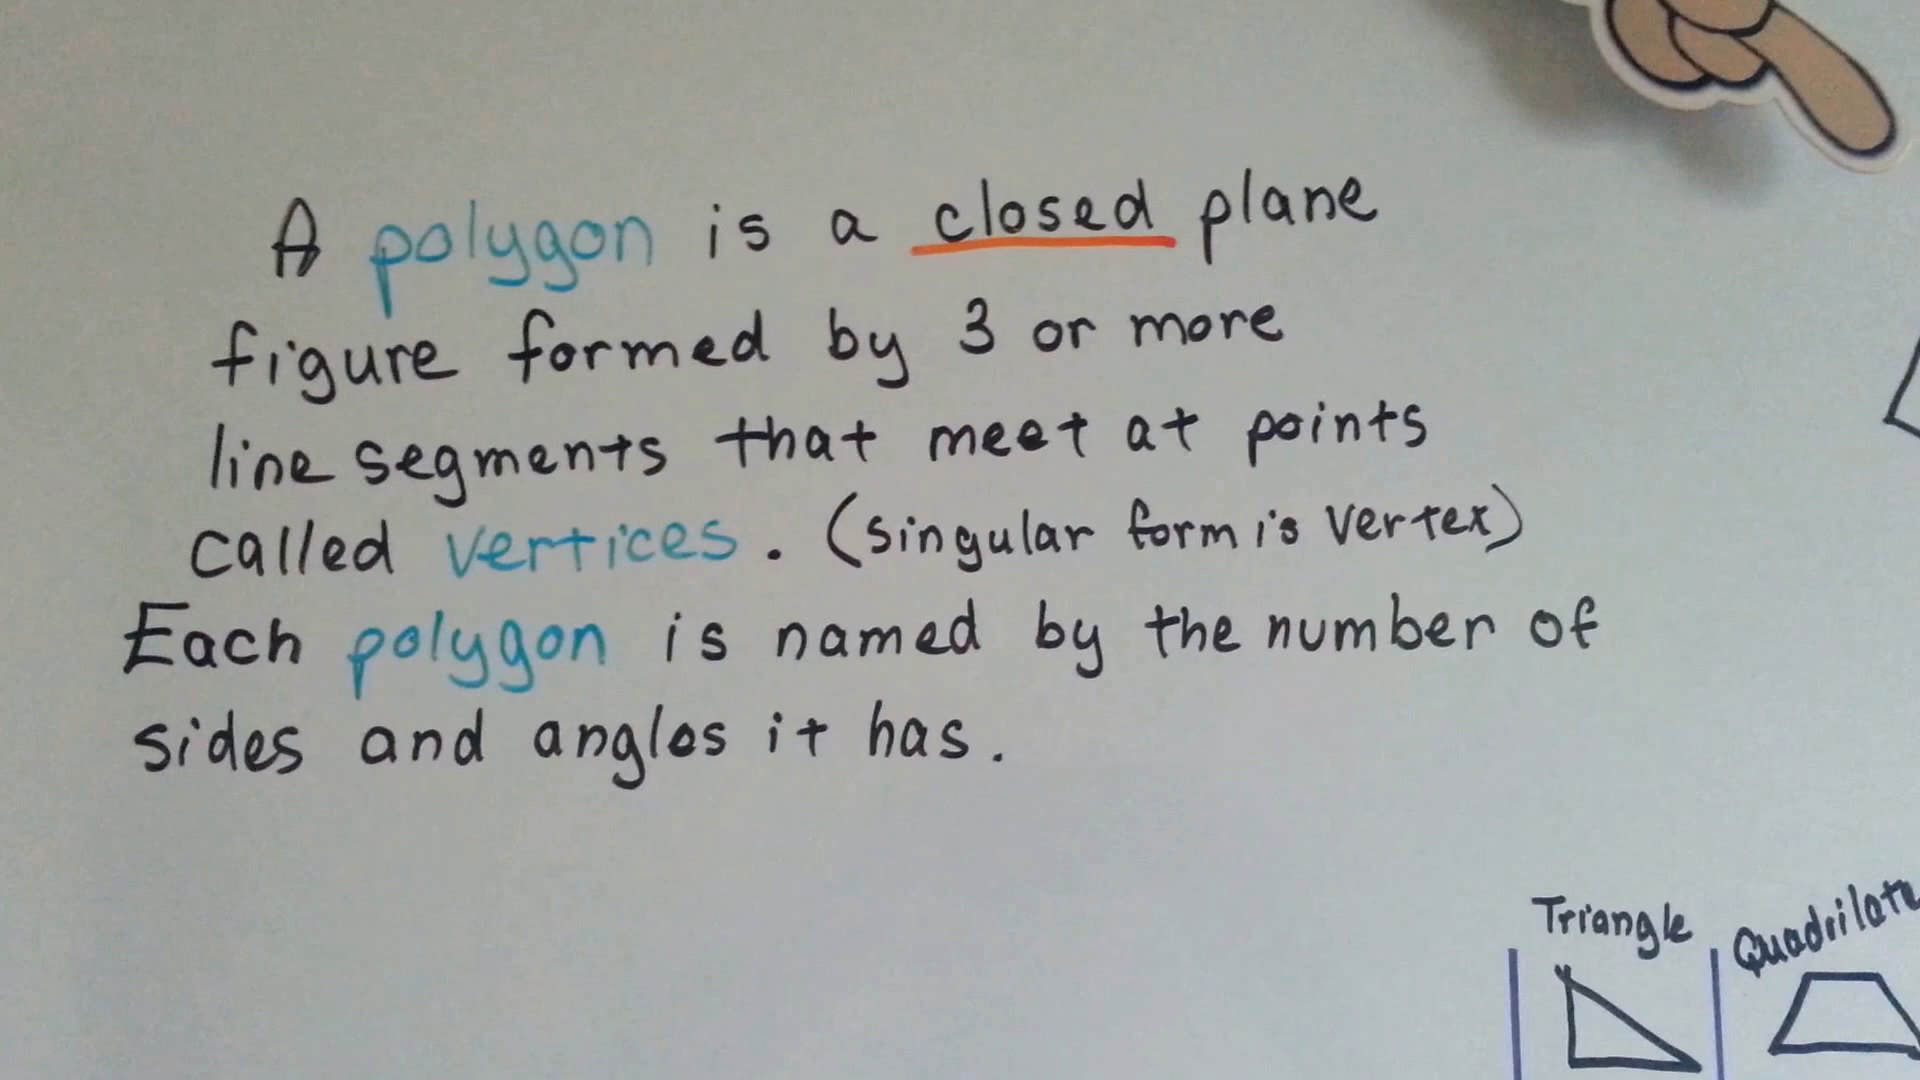 A polygon is a closed plane
figure formed by 3 or more
line segments that meet at points
called vertices. (singular form is vertex)
Each polygon is named by the number of
sides and angles it has.
Triangle